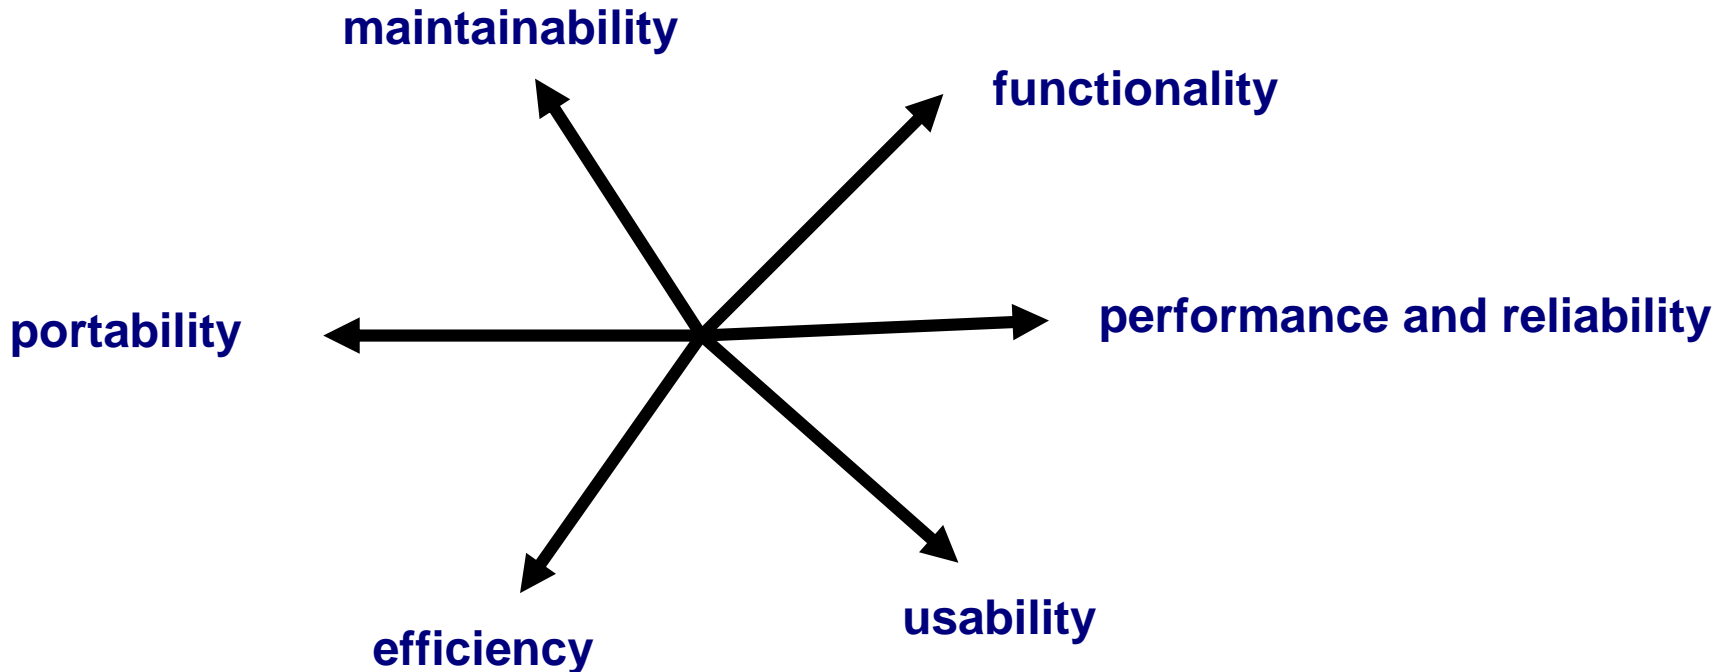 maintainability
functionality
portability
performance and reliability
usability
efficiency